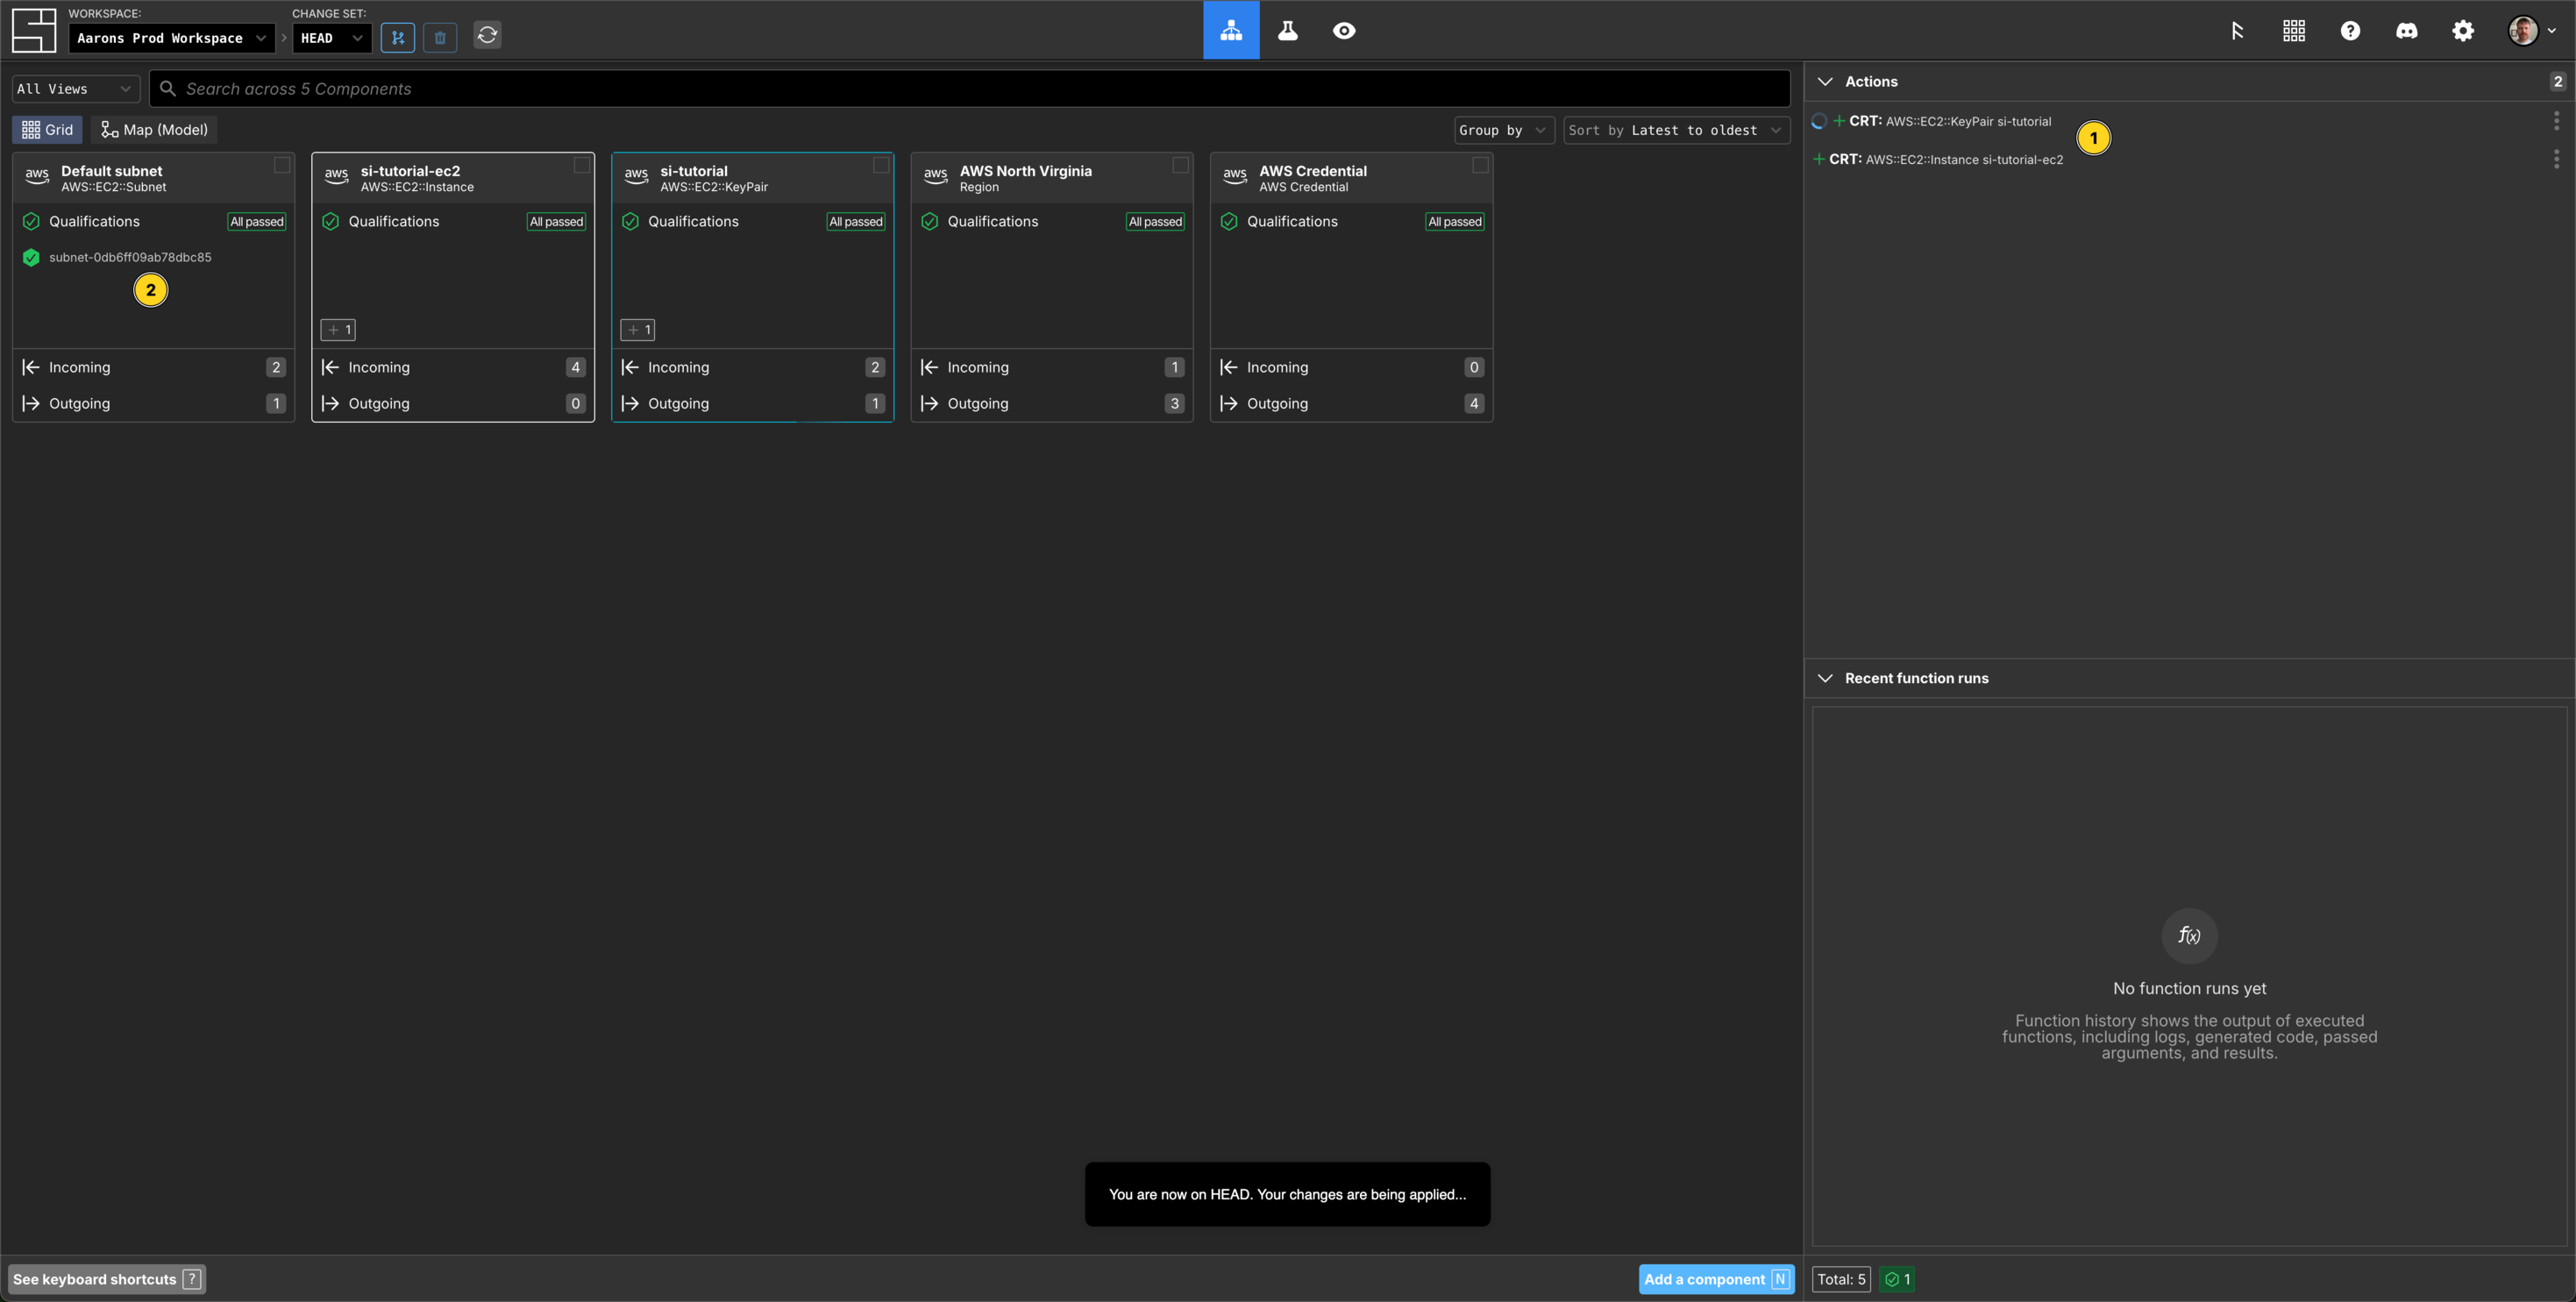 WORKSPACE:
Aarons Prod Workspace
CHANGE SET:
HEAD
All Views
Search across 5 Components
Grid
Map (Model)
Group by
Sort by Latest to oldest
aws
Default subnet
AWS::EC2::Subnet
Qualifications
All passed
subnet-0db6ff09ab78dbc85
2
Incoming
2
Outgoing
1
aws
si-tutorial-ec2
AWS::EC2::Instance
Qualifications
All passed
+ 1
Incoming
4
Outgoing
0
aws
si-tutorial
AWS::EC2::KeyPair
Qualifications
All passed
+ 1
Incoming
2
Outgoing
1
aws
AWS North Virginia
Region
Qualifications
All passed
Incoming
1
Outgoing
3
aws
AWS Credential
AWS Credential
Qualifications
All passed
Incoming
0
Outgoing
4
Actions
2
+ CRT: AWS::EC2::KeyPair si-tutorial
1
+ CRT: AWS::EC2::Instance si-tutorial-ec2
Recent function runs
f(x)
No function runs yet
Function history shows the output of executed
functions, including logs, generated code, passed
arguments, and results.
You are now on HEAD. Your changes are being applied...
See keyboard shortcuts ?
Add a component N
Total: 5
1